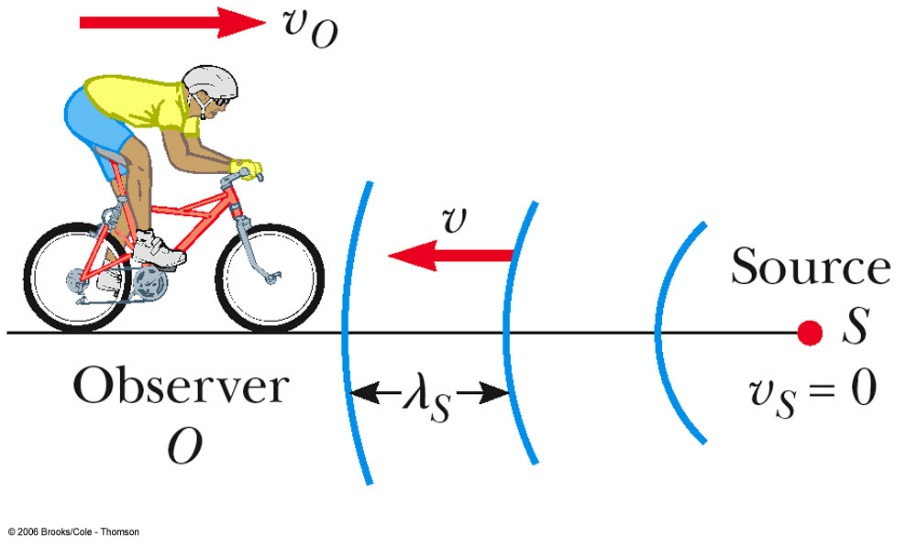 v_O
v
Source
S
v_S = 0
λ_S
Observer
O
© 2006 Brooks/Cole - Thomson